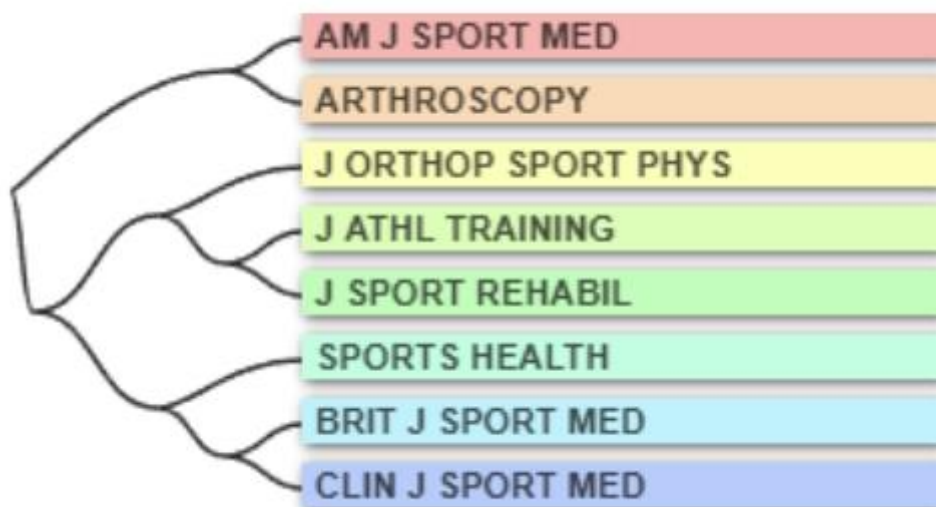 AM J SPORT MED
ARTHROSCOPY
J ORTHOP SPORT PHYS
J ATHL TRAINING
J SPORT REHABIL
SPORTS HEALTH
BRIT J SPORT MED
CLIN J SPORT MED